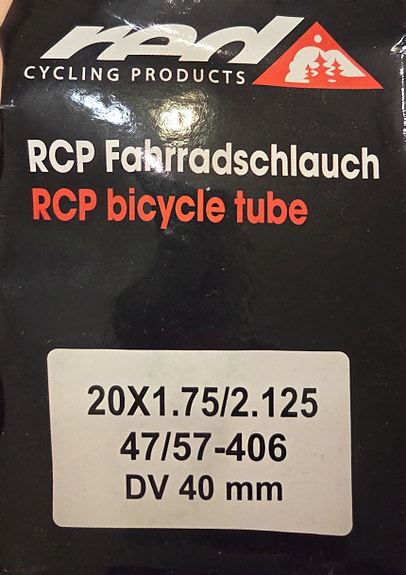 red
CYCLING PRODUCTS
RCP Fahrradschlauch
RCP bicycle tube
20X1.75/2.125
47/57-406
DV 40 mm